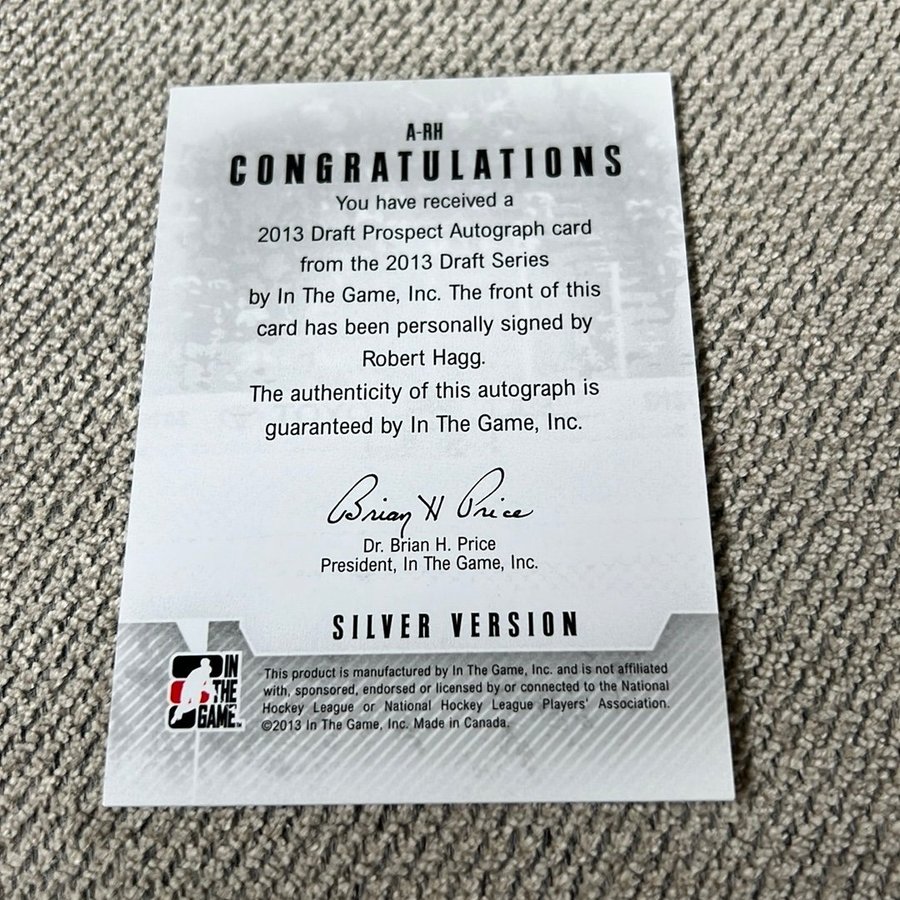 A-RH
CONGRATULATIONS
You have received a
2013 Draft Prospect Autograph card
from the 2013 Draft Series
by In The Game, Inc. The front of this
card has been personally signed by
Robert Hagg.
The authenticity of this autograph is
guaranteed by In The Game, Inc.
Brian H Price
Dr. Brian H. Price
President, In The Game, Inc.
SILVER VERSION
IN
THE
GAME™
This product is manufactured by In The Game, Inc. and is not affiliated
with, sponsored, endorsed or licensed by or connected to the National
Hockey League or National Hockey League Players' Association.
©2013 In The Game, Inc. Made in Canada.